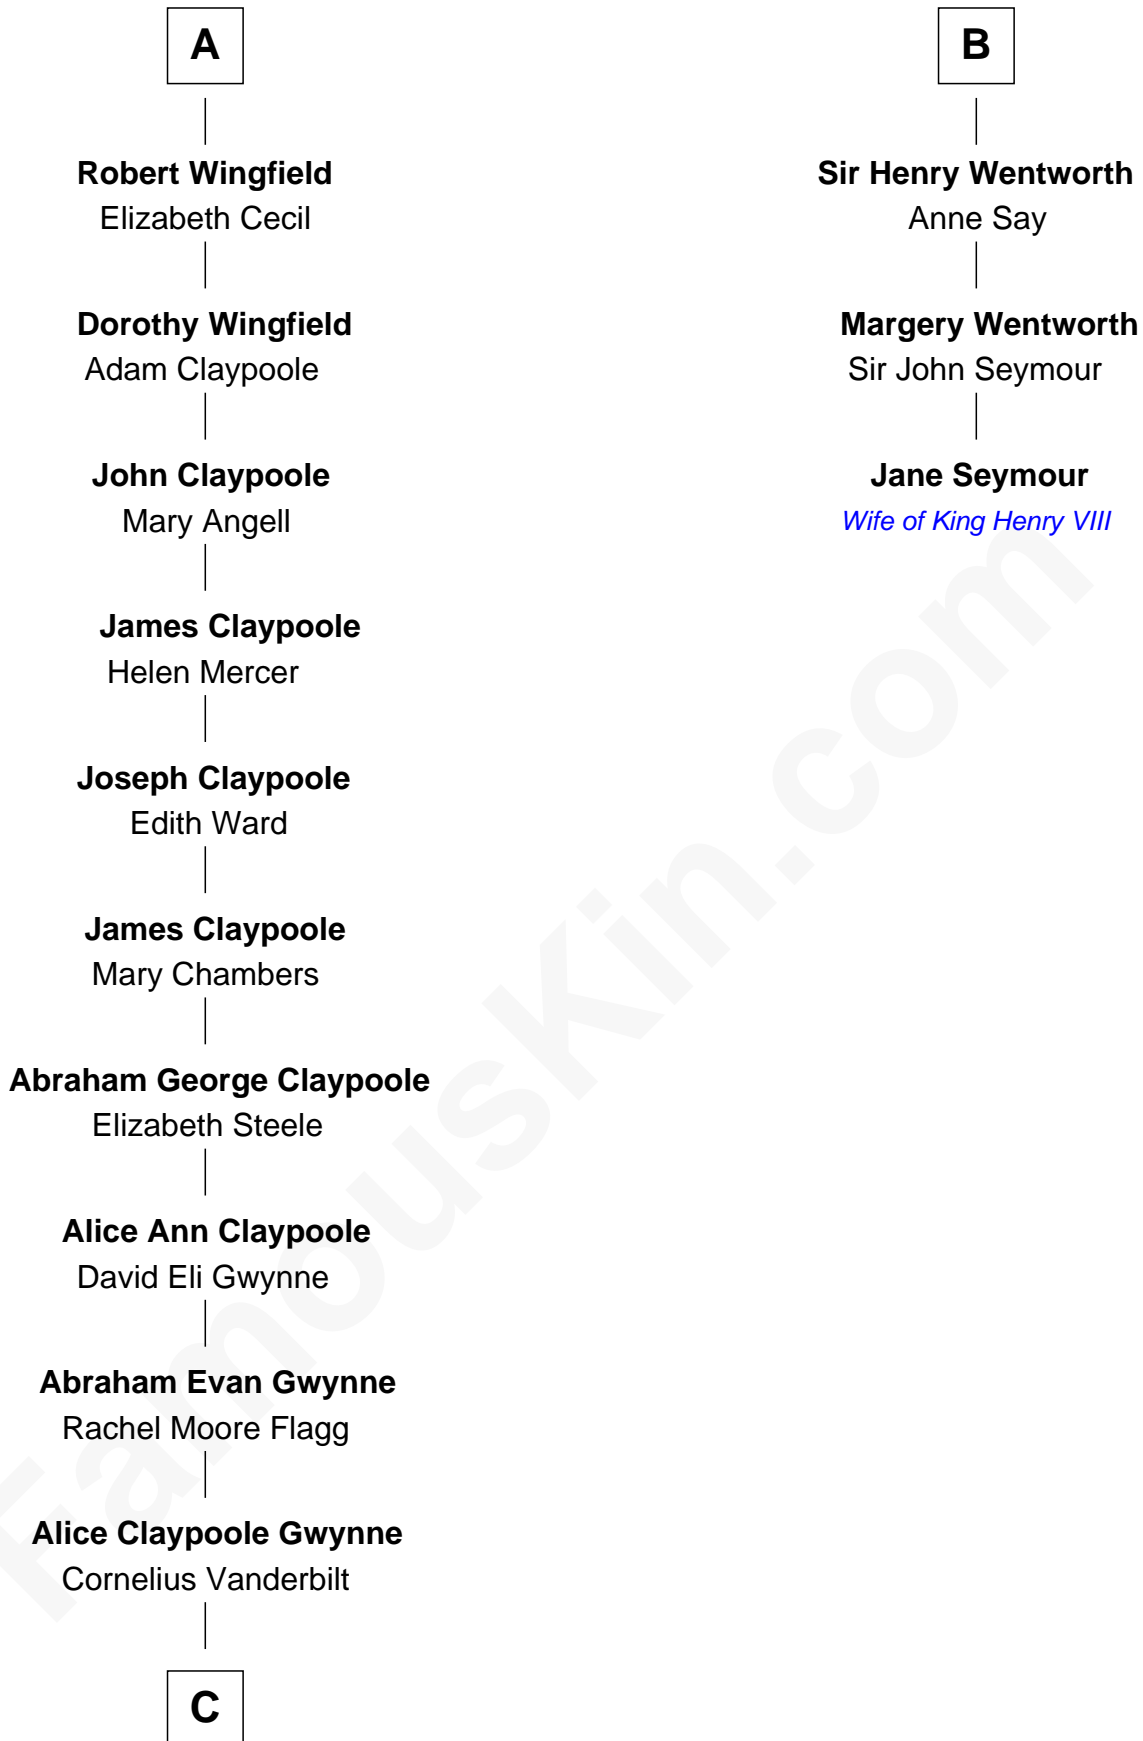 A
Robert Wingfield
Elizabeth Cecil
Dorothy Wingfield
Adam Claypoole
John Claypoole
Mary Angell
James Claypoole
Helen Mercer
Joseph Claypoole
Edith Ward
James Claypoole
Mary Chambers
Abraham George Claypoole
Elizabeth Steele
Alice Ann Claypoole
David Eli Gwynne
Abraham Evan Gwynne
Rachel Moore Flagg
Alice Claypoole Gwynne
Cornelius Vanderbilt
C
B
Sir Henry Wentworth
Anne Say
Margery Wentworth
Sir John Seymour
Jane Seymour
Wife of King Henry VIII
FamousKin.com